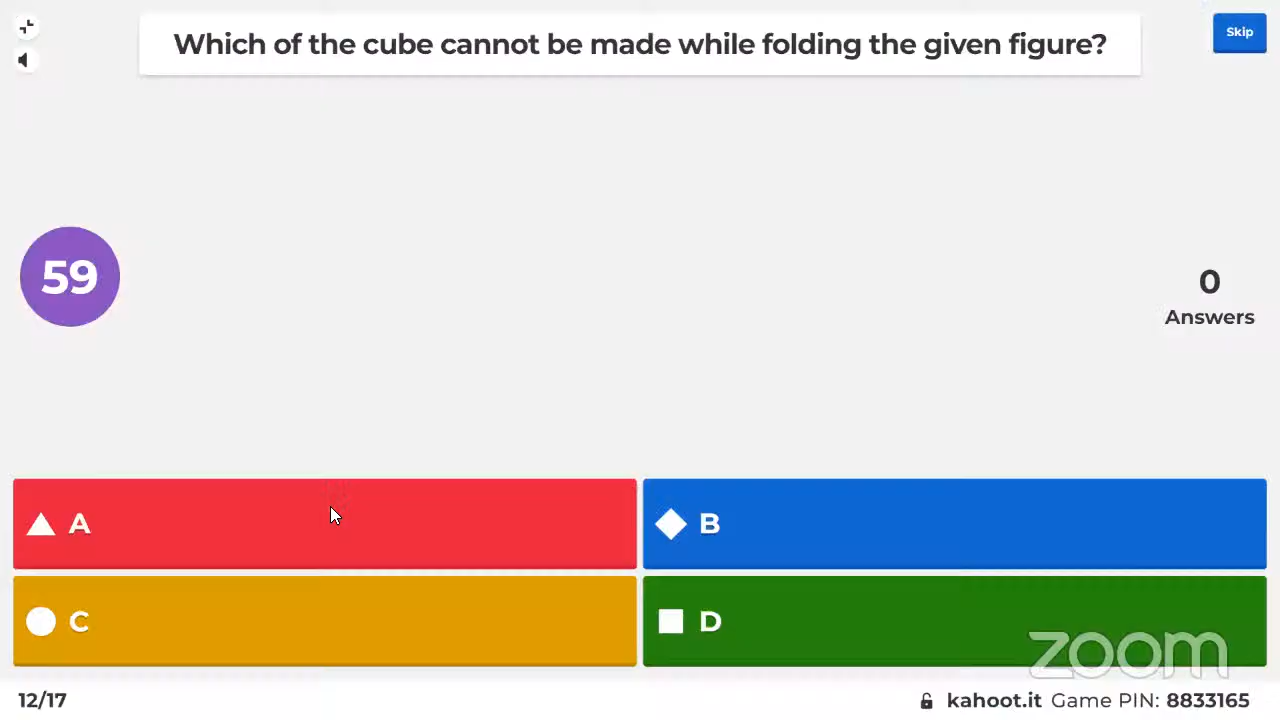 Which of the cube cannot be made while folding the given figure?
Skip
59
0
Answers
A
B
C
D
zoom
12/17
kahoot.it Game PIN: 8833165